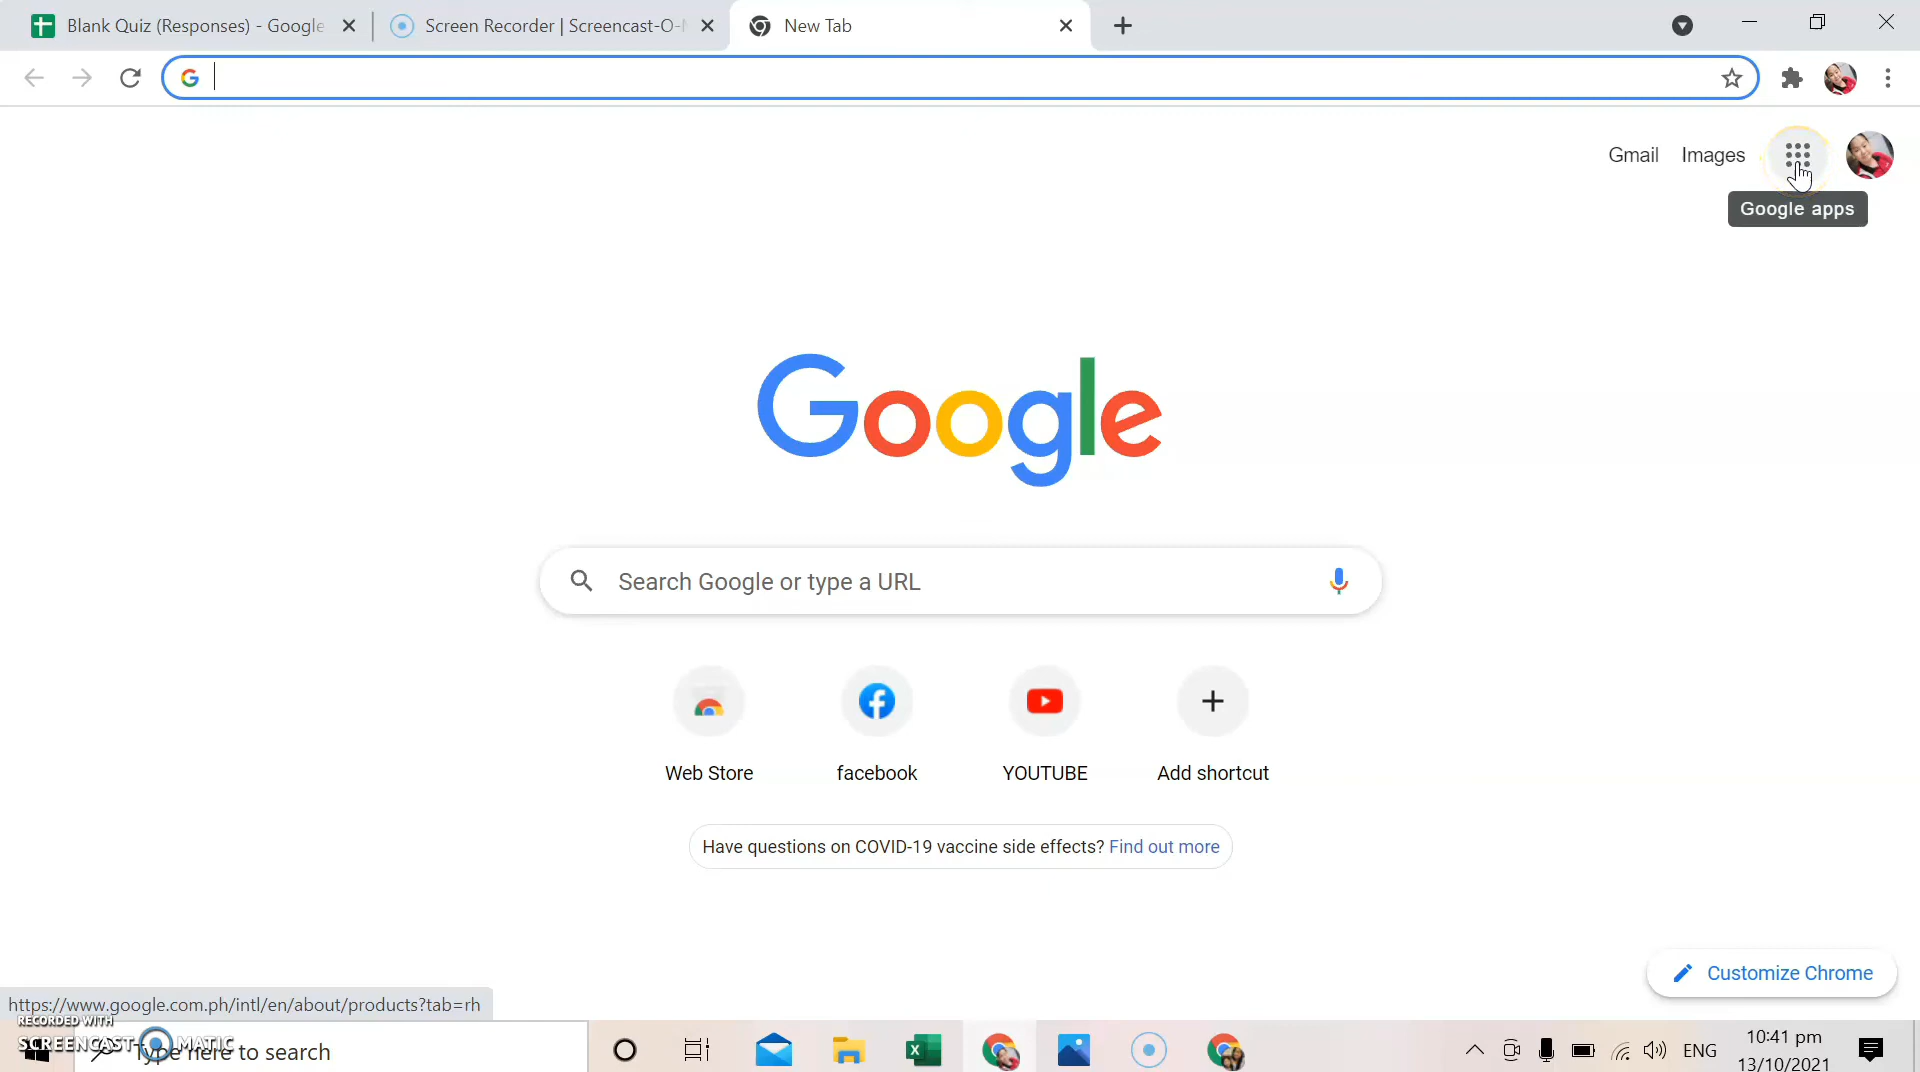 Blank Quiz (Responses) - Google
Screen Recorder | Screencast-O-M
New Tab
Gmail
Images
Google apps
Google
Search Google or type a URL
Web Store
facebook
YOUTUBE
Add shortcut
Have questions on COVID-19 vaccine side effects? Find out more
Customize Chrome
https://www.google.com.ph/intl/en/about/products?tab=rh
RECORDED WITH
SCREENCAST-O-MATIC
Type here to search
ENG
10:41 pm
13/10/2021